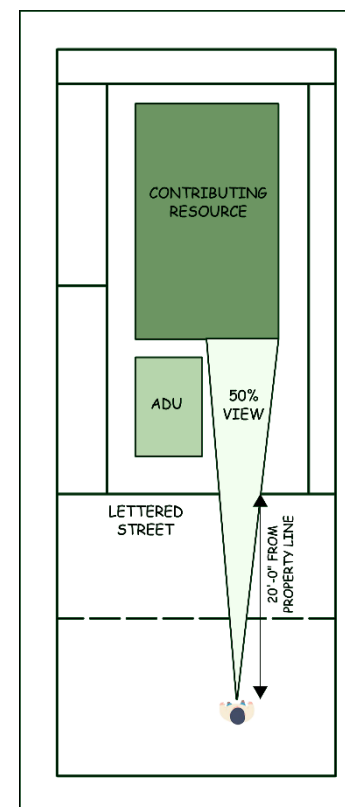 CONTRIBUTING
RESOURCE
ADU
50%
VIEW
LETTERED
STREET
20'-0" FROM
PROPERTY LINE